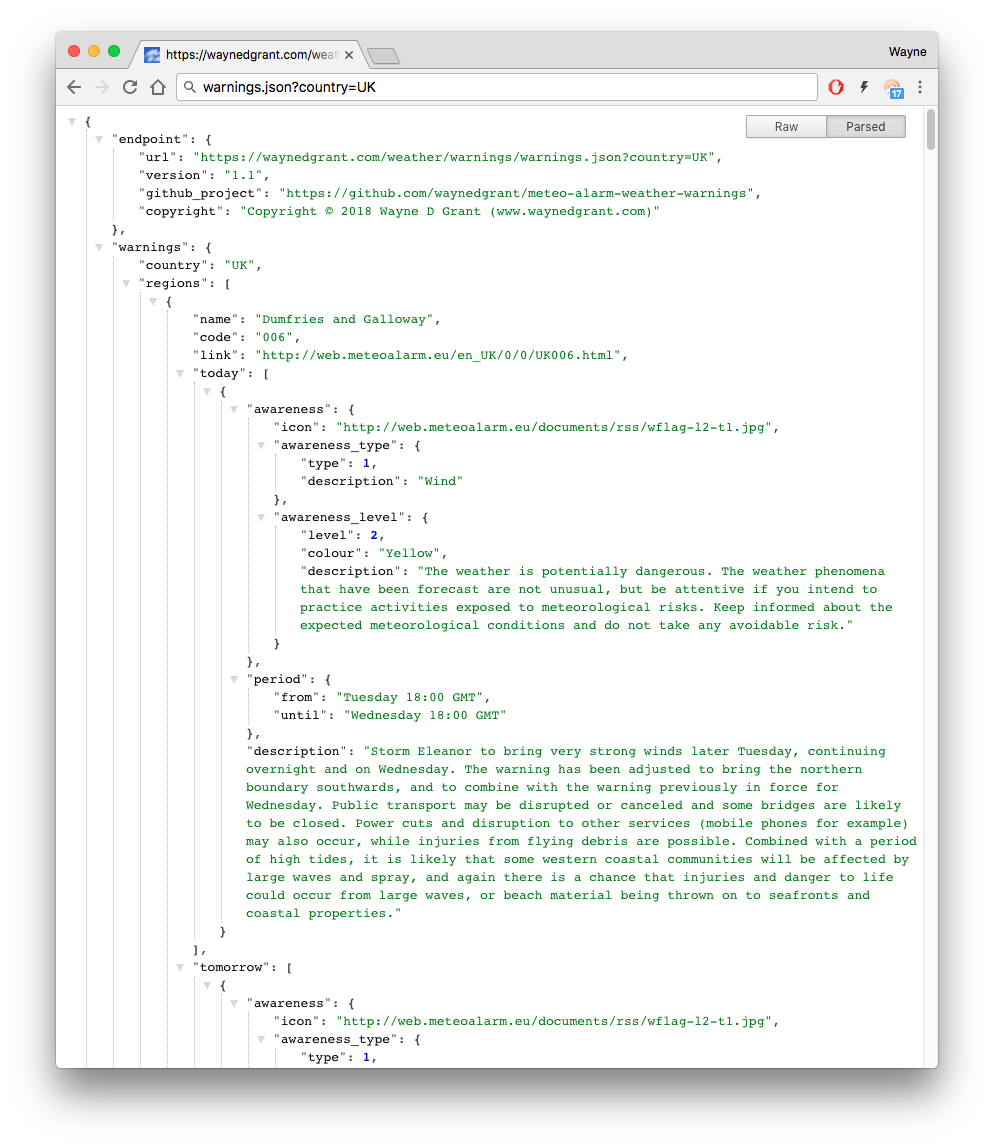 https://waynedgrant.com/weat
Wayne
warnings.json?country=UK
17
Raw
Parsed
{
"endpoint": {
"url": "https://waynedgrant.com/weather/warnings/warnings.json?country=UK",
"version": "1.1",
"github_project": "https://github.com/waynedgrant/meteo-alarm-weather-warnings",
"copyright": "Copyright © 2018 Wayne D Grant (www.waynedgrant.com)"
},
"warnings": {
"country": "UK",
"regions": [
{
"name": "Dumfries and Galloway",
"code": "006",
"link": "http://web.meteoalarm.eu/en_UK/0/0/UK006.html",
"today": [
{
"awareness": {
"icon": "http://web.meteoalarm.eu/documents/rss/wflag-l2-t1.jpg",
"awareness_type": {
"type": 1,
"description": "Wind"
},
"awareness_level": {
"level": 2,
"colour": "Yellow",
"description": "The weather is potentially dangerous. The weather phenomena
that have been forecast are not unusual, but be attentive if you intend to
practice activities exposed to meteorological risks. Keep informed about the
expected meteorological conditions and do not take any avoidable risk."
}
},
"period": {
"from": "Tuesday 18:00 GMT",
"until": "Wednesday 18:00 GMT"
},
"description": "Storm Eleanor to bring very strong winds later Tuesday, continuing
overnight and on Wednesday. The warning has been adjusted to bring the northern
boundary southwards, and to combine with the warning previously in force for
Wednesday. Public transport may be disrupted or canceled and some bridges are likely
to be closed. Power cuts and disruption to other services (mobile phones for example)
may also occur, while injuries from flying debris are possible. Combined with a period
of high tides, it is likely that some western coastal communities will be affected by
large waves and spray, and again there is a chance that injuries and danger to life
could occur from large waves, or beach material being thrown on to seafronts and
coastal properties."
}
],
"tomorrow": [
{
"awareness": {
"icon": "http://web.meteoalarm.eu/documents/rss/wflag-l2-t1.jpg",
"awareness_type": {
"type": 1,